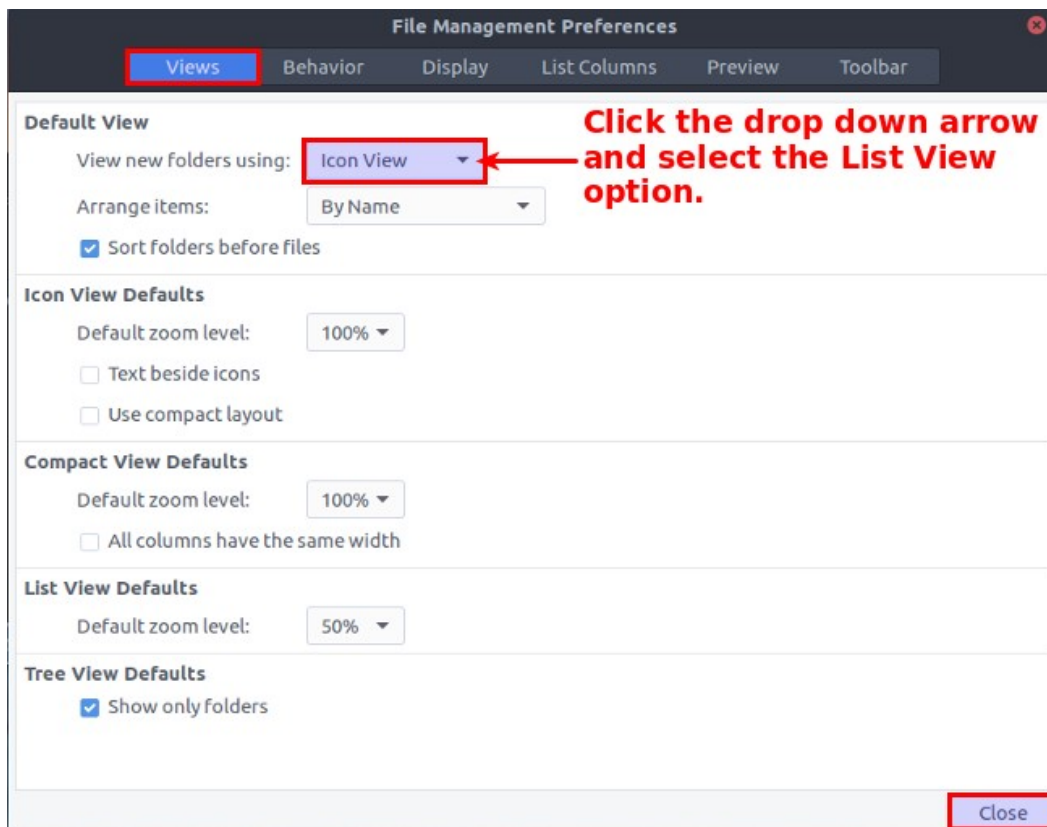 File Management Preferences
Views Behavior Display List Columns Preview Toolbar
Default View
View new folders using: Icon View
Click the drop down arrow
and select the List View
option.
Arrange items: By Name
Sort folders before files
Icon View Defaults
Default zoom level: 100%
Text beside icons
Use compact layout
Compact View Defaults
Default zoom level: 100%
All columns have the same width
List View Defaults
Default zoom level: 50%
Tree View Defaults
Show only folders
Close